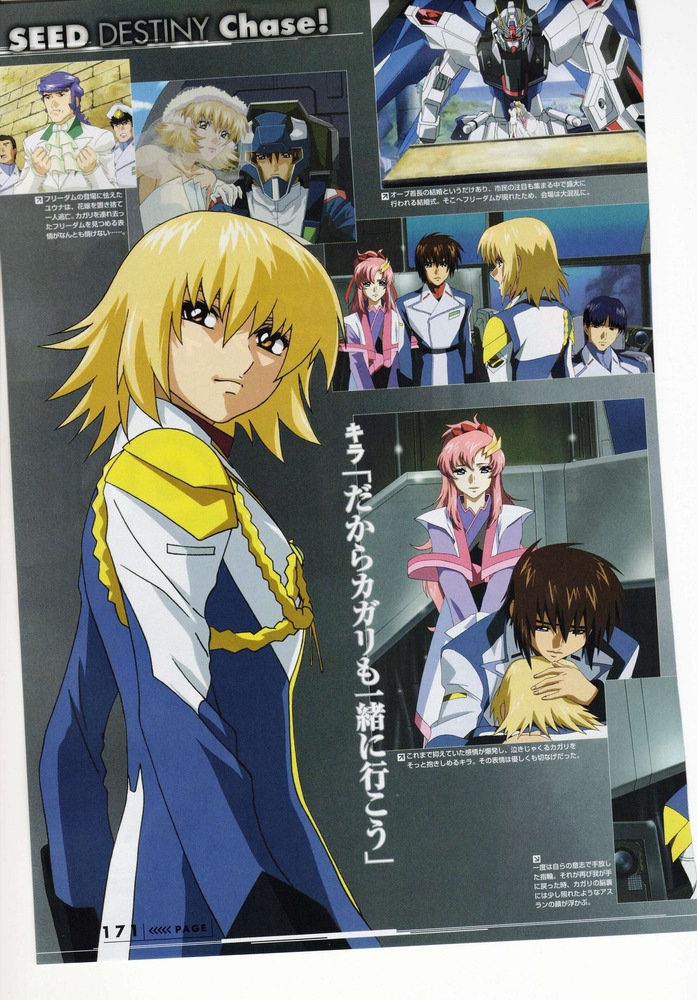 SEED DESTINY Chase!
フリーダムの登場に怯えた
ユウナは、花嫁を置き捨て
一人逃亡。カガリを連れ去っ
たフリーダムを見つめる表
情がなんとも情けない……。
オーブ首長の結婚というだけあり、市民の注目も集まる中で盛大に
行われる結婚式。そこへフリーダムが現れたため、会場は大混乱に。
キラ「だからカガリも一緒に行こう」
これまで抑えていた感情が爆発し、泣きじゃくるカガリを
そっと抱きしめるキラ。その表情は優しくも切なげだった。
一度は自らの意志で手放し
た指輪。それが再び我が手
に戻った時、カガリの脳裏
には少し照れたようなアス
ランの顔が浮かぶ。
171 <<<<< PAGE